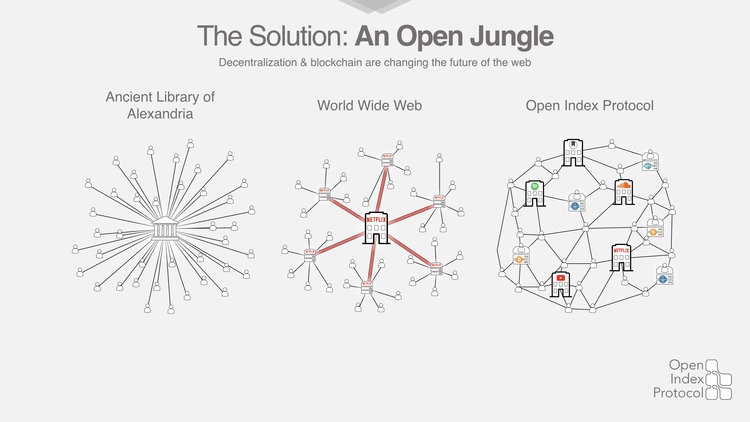 The Solution: An Open Jungle
Decentralization & blockchain are changing the future of the web
Ancient Library of
Alexandria
World Wide Web
Open Index Protocol
NETFLIX
NETFLIX
Open
Index
Protocol